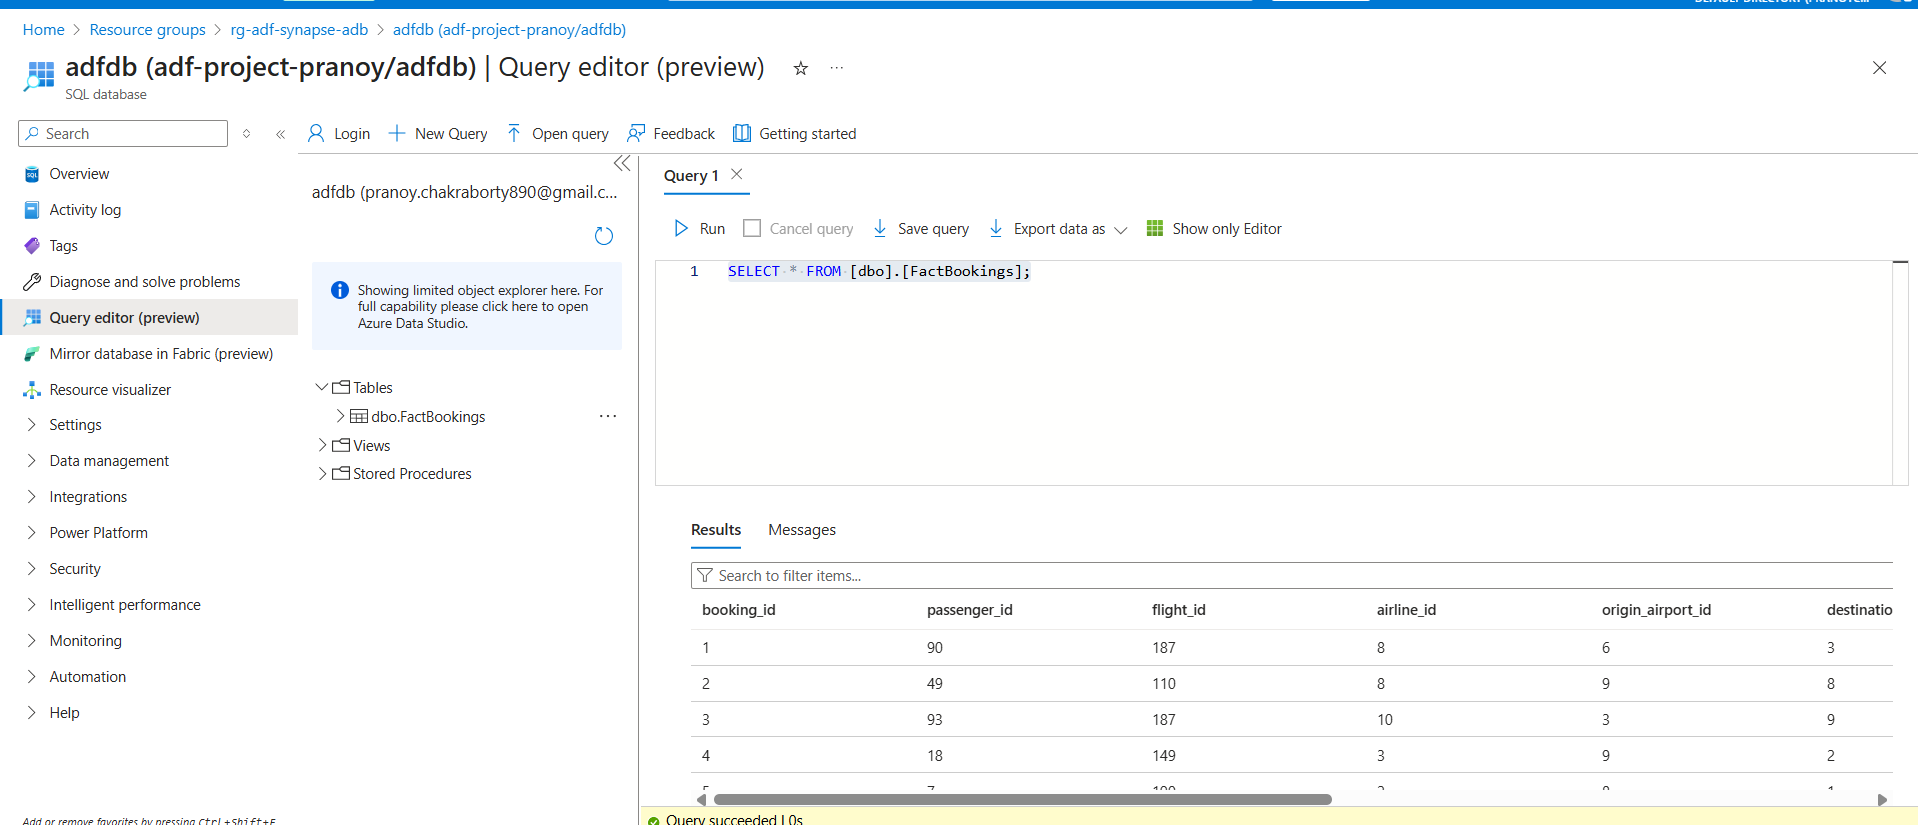 Home > Resource groups > rg-adf-synapse-adb > adfdb (adf-project-pranoy/adfdb)
adfdb (adf-project-pranoy/adfdb) | Query editor (preview)
SQL database
Search
Login
New Query
Open query
Feedback
Getting started
Overview
Activity log
Tags
Diagnose and solve problems
Query editor (preview)
Mirror database in Fabric (preview)
Resource visualizer
Settings
Data management
Integrations
Power Platform
Security
Intelligent performance
Monitoring
Automation
Help
Add or remove favorites by pressing Ctrl+Shift+F
adfdb (pranoy.chakraborty890@gmail.c...
Showing limited object explorer here. For
full capability please click here to open
Azure Data Studio.
Tables
dbo.FactBookings
Views
Stored Procedures
Query 1
Run
Cancel query
Save query
Export data as
Show only Editor
1 SELECT * FROM [dbo].[FactBookings];
Results Messages
Search to filter items...
booking_id passenger_id flight_id airline_id origin_airport_id destinatio
1 90 187 8 6 3
2 49 110 8 9 8
3 93 187 10 3 9
4 18 149 3 9 2
Query succeeded | 0s